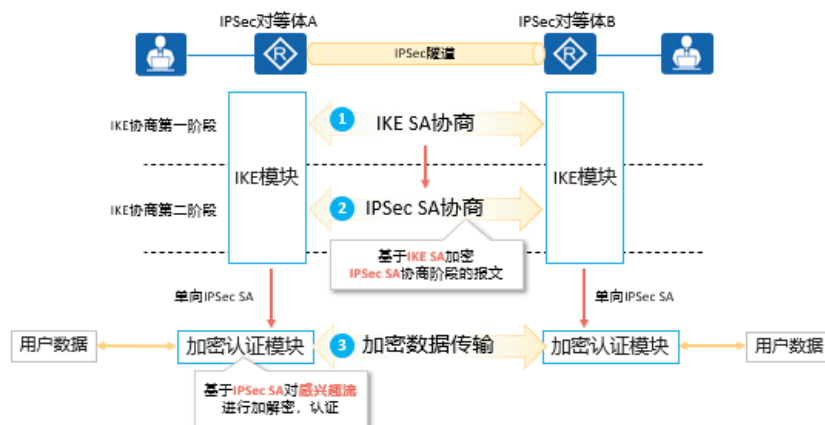 IPSec对等体A
IPSec对等体B
R
IPSec隧道
R
IKE协商第一阶段
1 IKE SA协商
IKE模块
IKE模块
IKE协商第二阶段
2 IPSec SA协商
基于IKE SA加密
IPSec SA协商阶段的报文
单向IPSec SA
单向IPSec SA
用户数据
加密认证模块
3 加密数据传输
加密认证模块
用户数据
基于IPSec SA对感兴趣流
进行加解密，认证